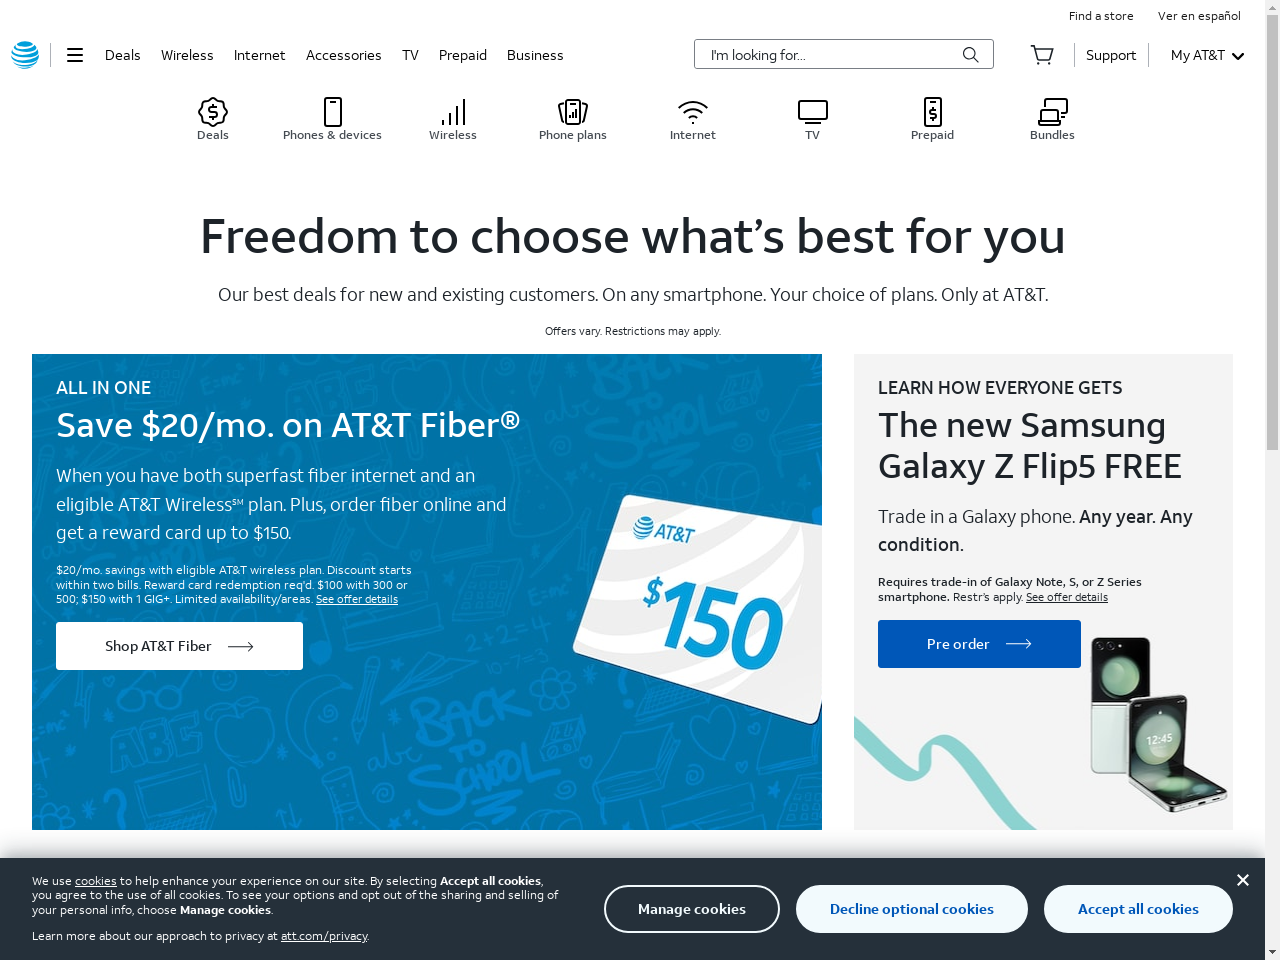 Find a store
Ver en español
Deals
Wireless
Internet
Accessories
TV
Prepaid
Business
I'm looking for...
Support
My AT&T
Deals
Phones & devices
Wireless
Phone plans
Internet
TV
Prepaid
Bundles
Freedom to choose what’s best for you
Our best deals for new and existing customers. On any smartphone. Your choice of plans. Only at AT&T.
Offers vary. Restrictions may apply.
ALL IN ONE
Save $20/mo. on AT&T Fiber®
When you have both superfast fiber internet and an
eligible AT&T Wireless℠ plan. Plus, order fiber online and
get a reward card up to $150.
$20/mo. savings with eligible AT&T wireless plan. Discount starts
within two bills. Reward card redemption req'd. $100 with 300 or
500; $150 with 1 GIG+. Limited availability/areas. See offer details
Shop AT&T Fiber
AT&T
$150
BACK
TO
SCHOOL
LEARN HOW EVERYONE GETS
The new Samsung
Galaxy Z Flip5 FREE
Trade in a Galaxy phone. Any year. Any
condition.
Requires trade-in of Galaxy Note, S, or Z Series
smartphone. Restr’s apply. See offer details
Pre order
12:45
We use cookies to help enhance your experience on our site. By selecting Accept all cookies,
you agree to the use of all cookies. To see your options and opt out of the sharing and selling of
your personal info, choose Manage cookies.
Learn more about our approach to privacy at att.com/privacy.
Manage cookies
Decline optional cookies
Accept all cookies